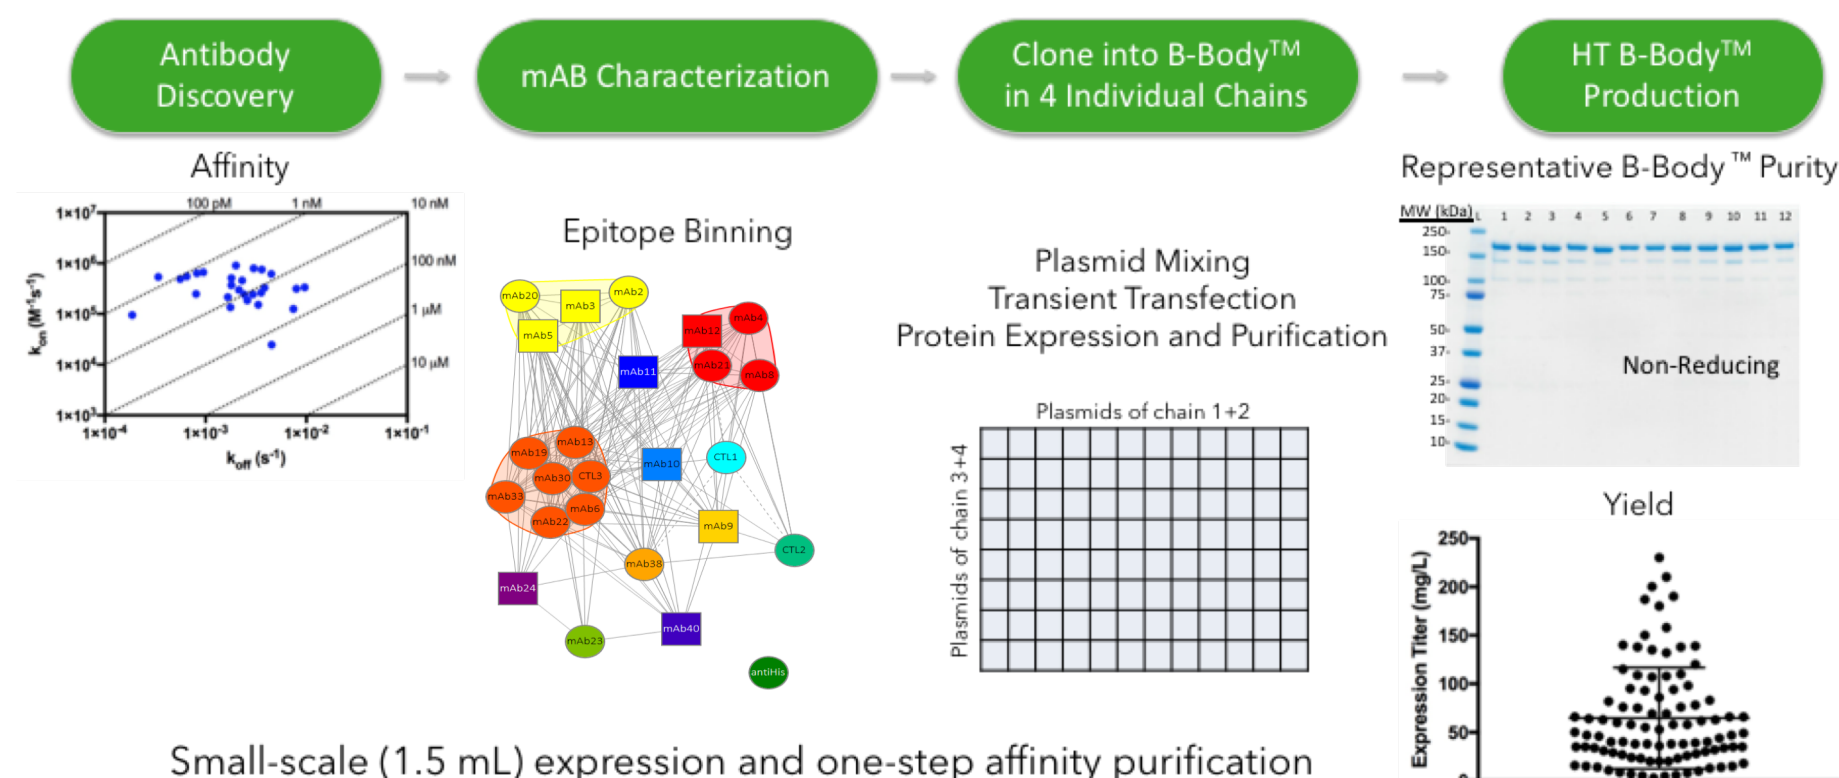 Antibody
Discovery
mAB Characterization
Clone into B-Body™
in 4 Individual Chains
HT B-Body™
Production
Affinity
100 pM
1 nM
10 nM
100 nM
1 μM
10 μM
1×10⁷
1×10⁶
1×10⁵
1×10⁴
1×10³
1×10⁻⁴
1×10⁻³
1×10⁻²
1×10⁻¹
kon (M⁻¹s⁻¹)
koff (s⁻¹)
Epitope Binning
mAb20
mAb3
mAb2
mAb5
mAb12
mAb4
mAb21
mAb8
mAb11
mAb19
mAb13
mAb30
CTL3
mAb33
mAb6
mAb22
mAb10
CTL1
mAb9
CTL2
mAb38
mAb24
mAb23
mAb40
antiHis
Plasmid Mixing
Transient Transfection
Protein Expression and Purification
Plasmids of chain 1+2
Plasmids of chain 3+4
Representative B-Body™ Purity
MW (kDa) L 1 2 3 4 5 6 7 8 9 10 11 12
250
150
100
75
50
37
25
20
15
10
Non-Reducing
Yield
Expression Titer (mg/L)
250
200
150
100
50
Small-scale (1.5 mL) expression and one-step affinity purification